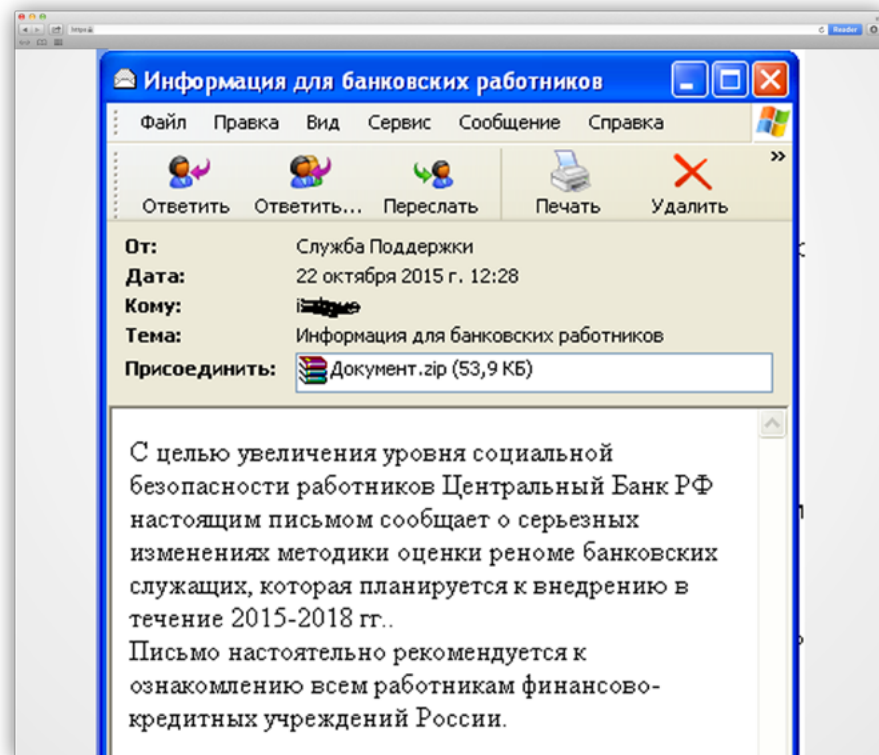 https
Reader
Информация для банковских работников
Файл Правка Вид Сервис Сообщение Справка
Ответить Ответить... Переслать Печать Удалить
От: Служба Поддержки
Дата: 22 октября 2015 г. 12:28
Кому:
Тема: Информация для банковских работников
Присоединить: Документ.zip (53,9 КБ)
С целью увеличения уровня социальной
безопасности работников Центральный Банк РФ
настоящим письмом сообщает о серьезных
изменениях методики оценки реноме банковских
служащих, которая планируется к внедрению в
течение 2015-2018 гг..
Письмо настоятельно рекомендуется к
ознакомлению всем работникам финансово-
кредитных учреждений России.